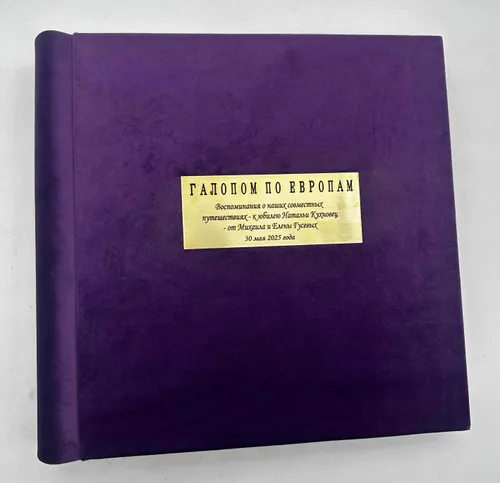 ГАЛОПОМ ПО ЕВРОПАМ
Воспоминания о наших совместных
путешествиях - к юбилею Натальи Кухновец
- от Михаила и Елены Гусевых
30 мая 2025 года